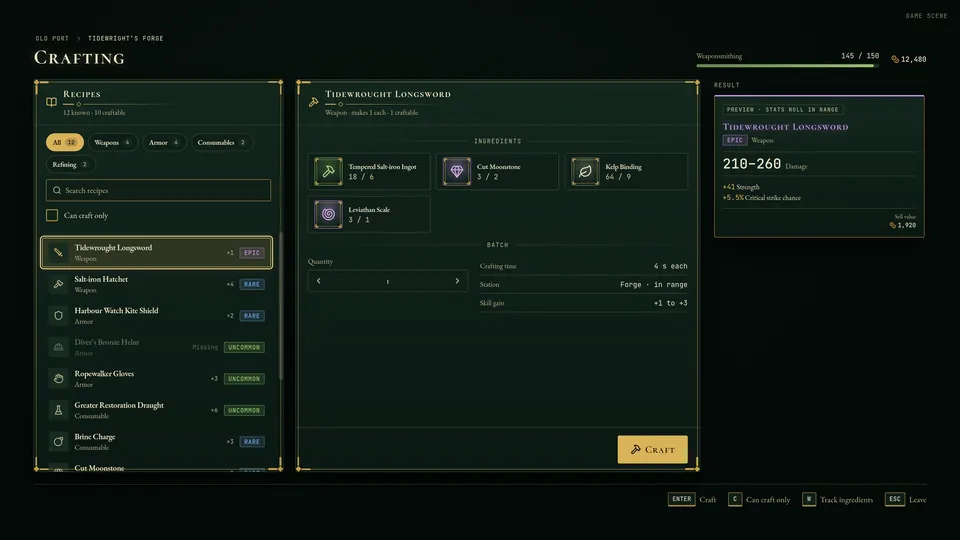 GAME SCENE
OLD PORT > TIDEWRIGHT'S FORGE
CRAFTING
Weaponsmithing 145 / 150
12,480
RECIPES
12 known · 10 craftable
All 12
Weapons 4
Armor 4
Consumables 2
Refining 2
Search recipes
Can craft only
Tidewrought Longsword
Weapon
+1 EPIC
Salt-iron Hatchet
Weapon
+4 RARE
Harbour Watch Kite Shield
Armor
+2 RARE
Diver's Bronze Helm
Armor
Missing UNCOMMON
Ropewalker Gloves
Armor
+3 UNCOMMON
Greater Restoration Draught
Consumable
+6 UNCOMMON
Brine Charge
Consumable
+3 RARE
Cut Moonstone
TIDEWROUGHT LONGSWORD
Weapon · makes 1 each · 1 craftable
INGREDIENTS
Tempered Salt-iron Ingot
18 / 6
Cut Moonstone
3 / 2
Kelp Binding
64 / 9
Leviathan Scale
3 / 1
BATCH
Quantity
< 1 >
Crafting time 4 s each
Station Forge · in range
Skill gain +1 to +3
CRAFT
RESULT
PREVIEW · STATS ROLL IN RANGE
TIDEWROUGHT LONGSWORD
EPIC Weapon
210–260 Damage
+41 Strength
+5.5% Critical strike chance
Sell value
1,920
ENTER Craft
C Can craft only
W Track ingredients
ESC Leave